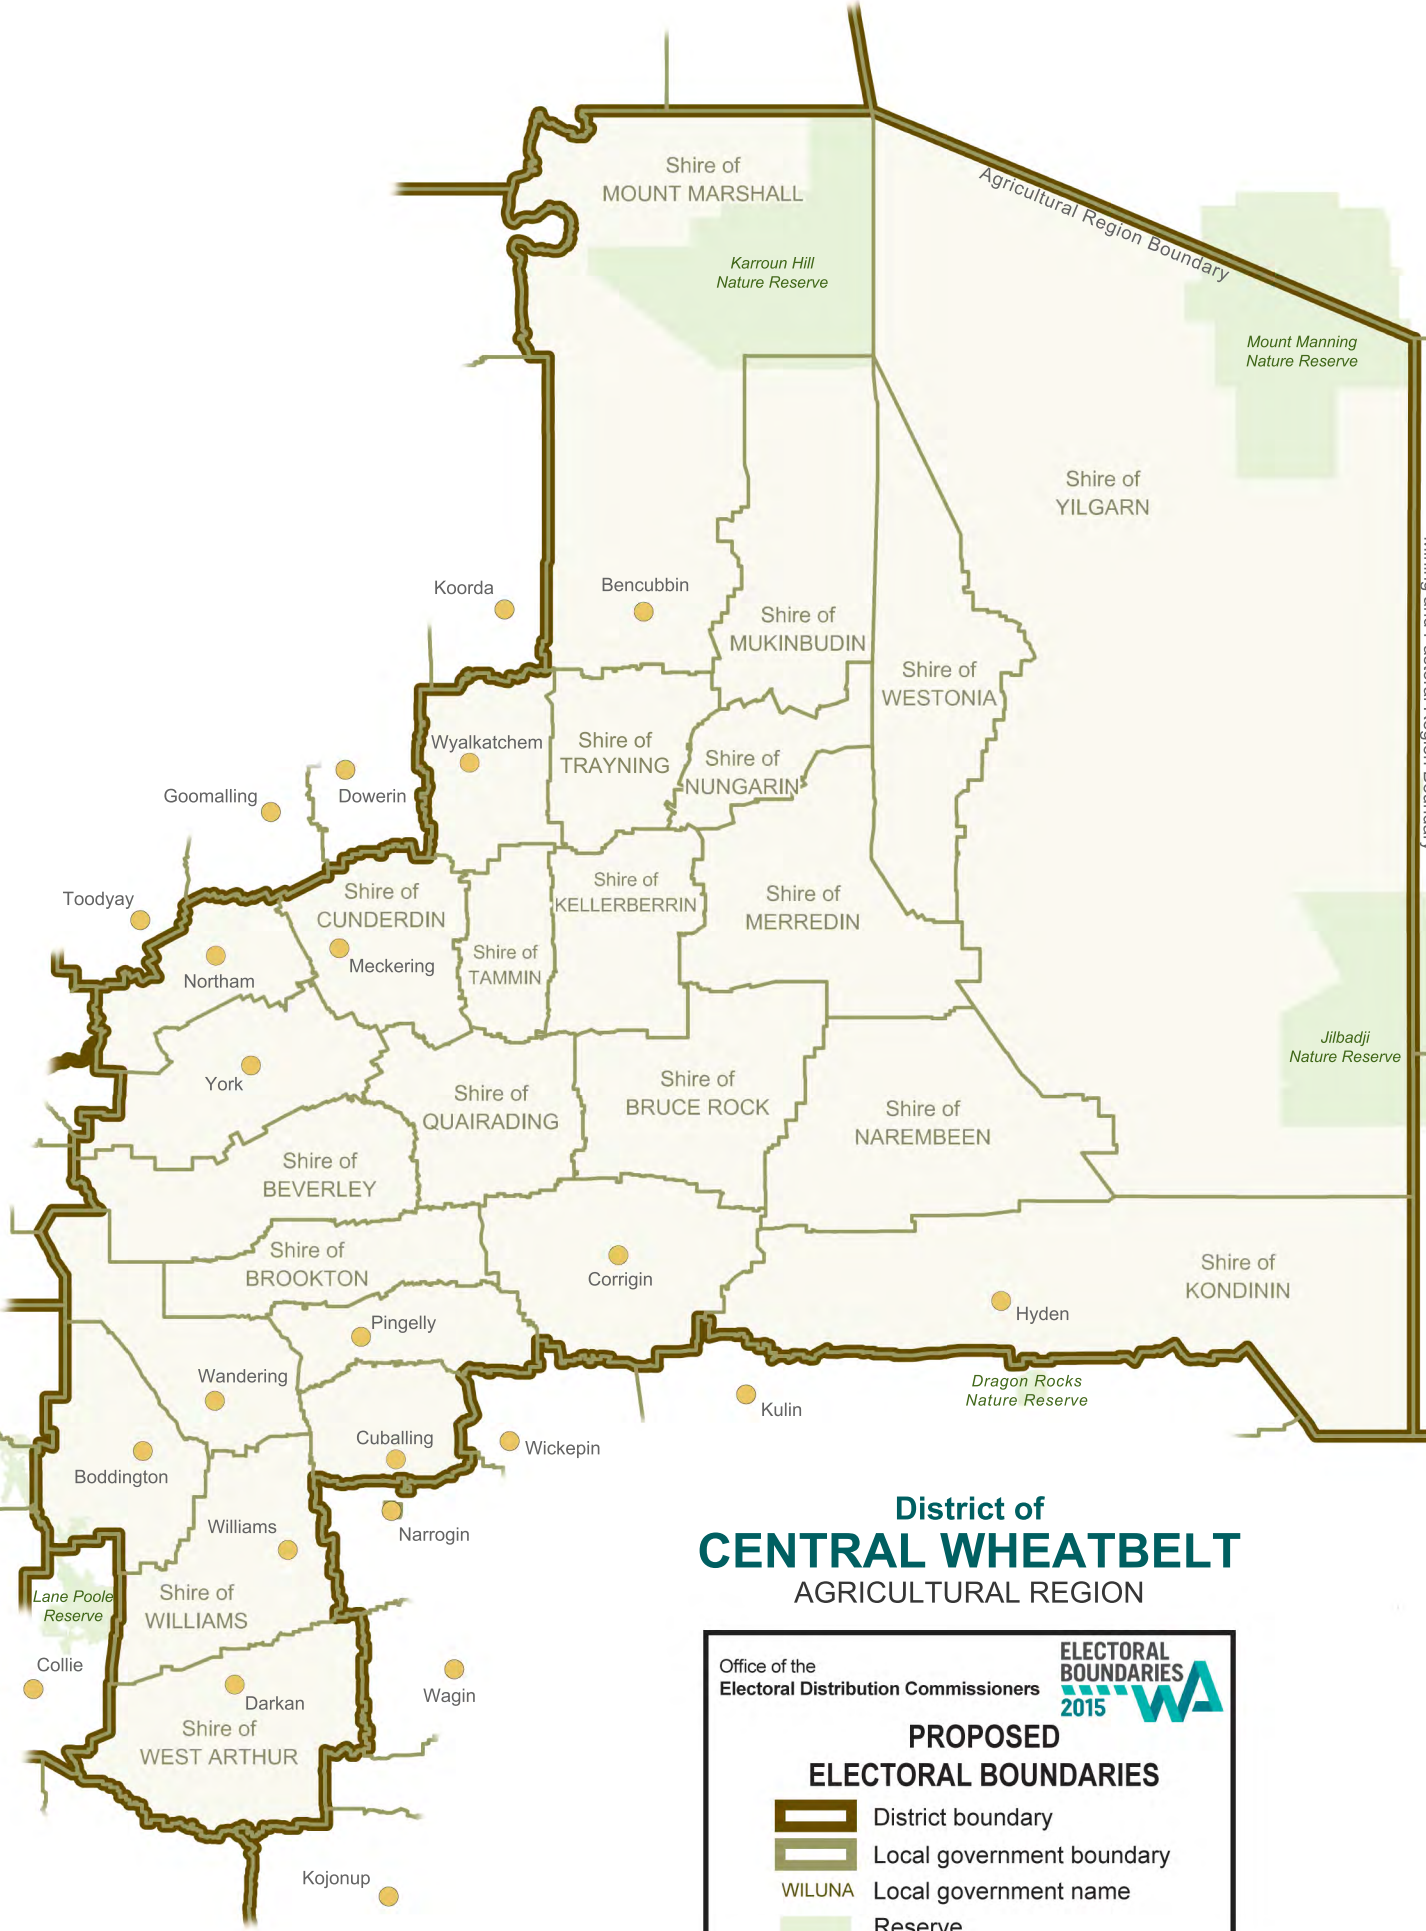 Shire of
MOUNT MARSHALL
Agricultural Region Boundary
Karroun Hill
Nature Reserve
Mount Manning
Nature Reserve
Shire of
YILGARN
Koorda
Bencubbin
Shire of
MUKINBUDIN
Shire of
WESTONIA
Wyalkatchem
Shire of
TRAYNING
Shire of
NUNGARIN
Goomalling
Dowerin
Toodyay
Shire of
CUNDERDIN
Meckering
Shire of
KELLERBERRIN
Shire of
MERREDIN
Northam
Shire of
TAMMIN
Jilbadji
Nature Reserve
York
Shire of
QUAIRADING
Shire of
BRUCE ROCK
Shire of
NAREMBEEN
Shire of
BEVERLEY
Shire of
BROOKTON
Corrigin
Shire of
KONDININ
Hyden
Pingelly
Wandering
Dragon Rocks
Nature Reserve
Kulin
Cuballing
Wickepin
Boddington
Narrogin
Williams
Shire of
WILLIAMS
Lane Poole
Reserve
Collie
Darkan
Wagin
Shire of
WEST ARTHUR
Kojonup
District of
CENTRAL WHEATBELT
AGRICULTURAL REGION
Office of the
Electoral Distribution Commissioners
ELECTORAL
BOUNDARIES
2015 WA
PROPOSED
ELECTORAL BOUNDARIES
District boundary
Local government boundary
WILUNA Local government name
Reserve